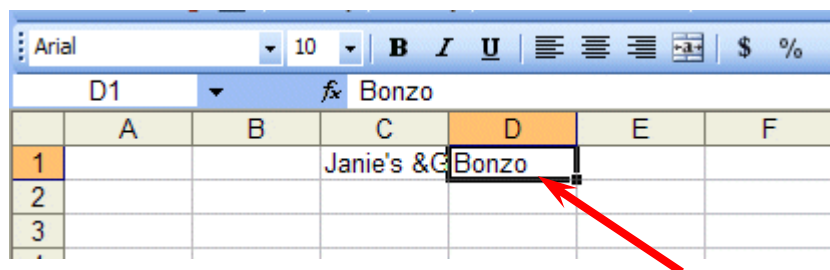 Arial 10 B I U $ %
D1 fx Bonzo
A B C D E F
1 Janie's &G Bonzo
2
3